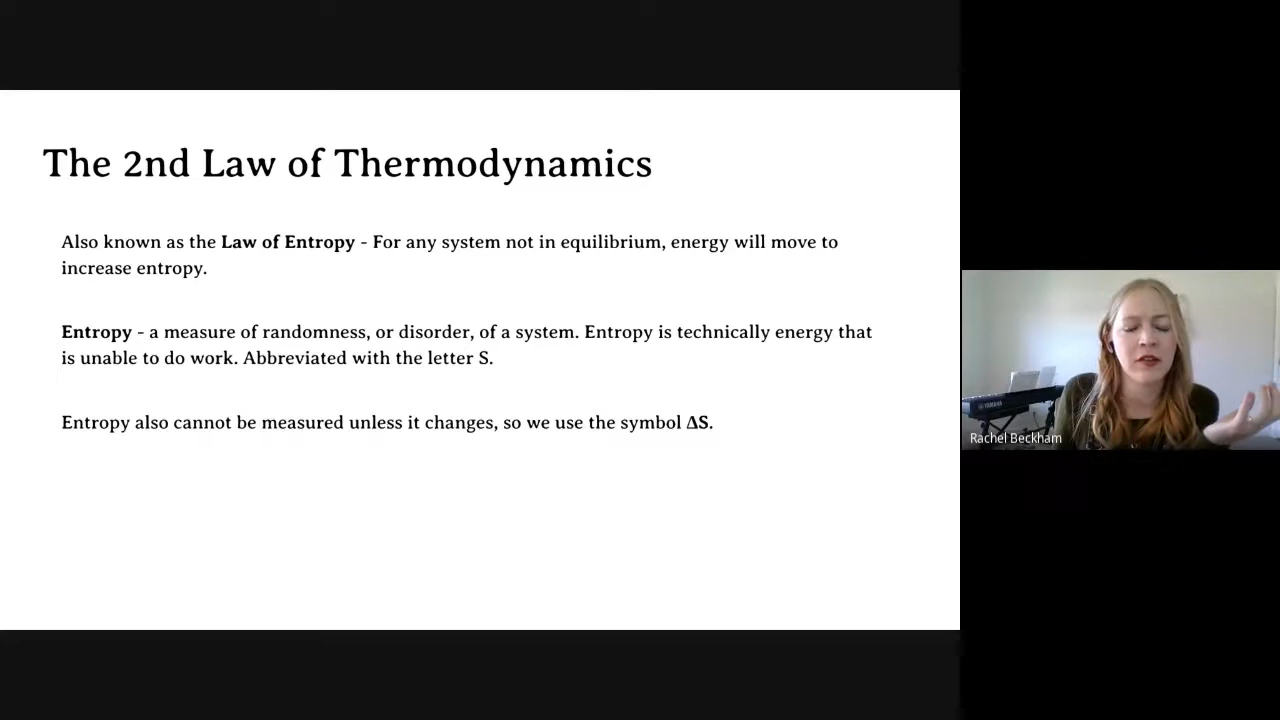 The 2nd Law of Thermodynamics
Also known as the Law of Entropy - For any system not in equilibrium, energy will move to
increase entropy.
Entropy - a measure of randomness, or disorder, of a system. Entropy is technically energy that
is unable to do work. Abbreviated with the letter S.
Entropy also cannot be measured unless it changes, so we use the symbol ΔS.
YAMAHA
Rachel Beckham